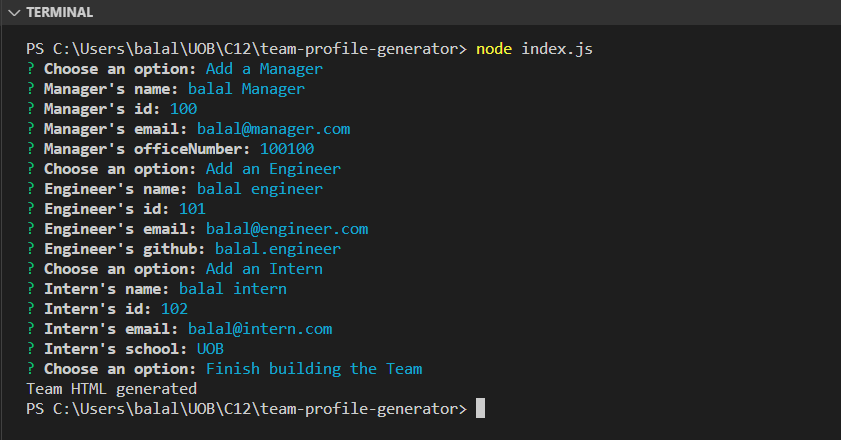 TERMINAL
PS C:\Users\balal\UOB\C12\team-profile-generator> node index.js
? Choose an option: Add a Manager
? Manager's name: balal Manager
? Manager's id: 100
? Manager's email: balal@manager.com
? Manager's officeNumber: 100100
? Choose an option: Add an Engineer
? Engineer's name: balal engineer
? Engineer's id: 101
? Engineer's email: balal@engineer.com
? Engineer's github: balal.engineer
? Choose an option: Add an Intern
? Intern's name: balal intern
? Intern's id: 102
? Intern's email: balal@intern.com
? Intern's school: UOB
? Choose an option: Finish building the Team
Team HTML generated
PS C:\Users\balal\UOB\C12\team-profile-generator>